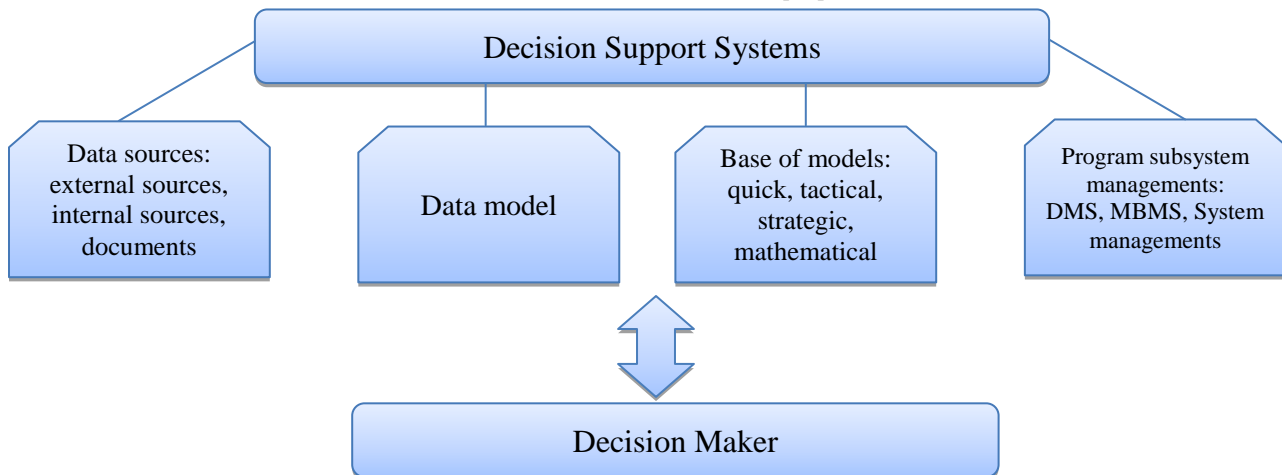 Decision Support Systems
Data sources:
external sources,
internal sources,
documents
Data model
Base of models:
quick, tactical,
strategic,
mathematical
Program subsystem
managements:
DMS, MBMS, System
managements
Decision Maker